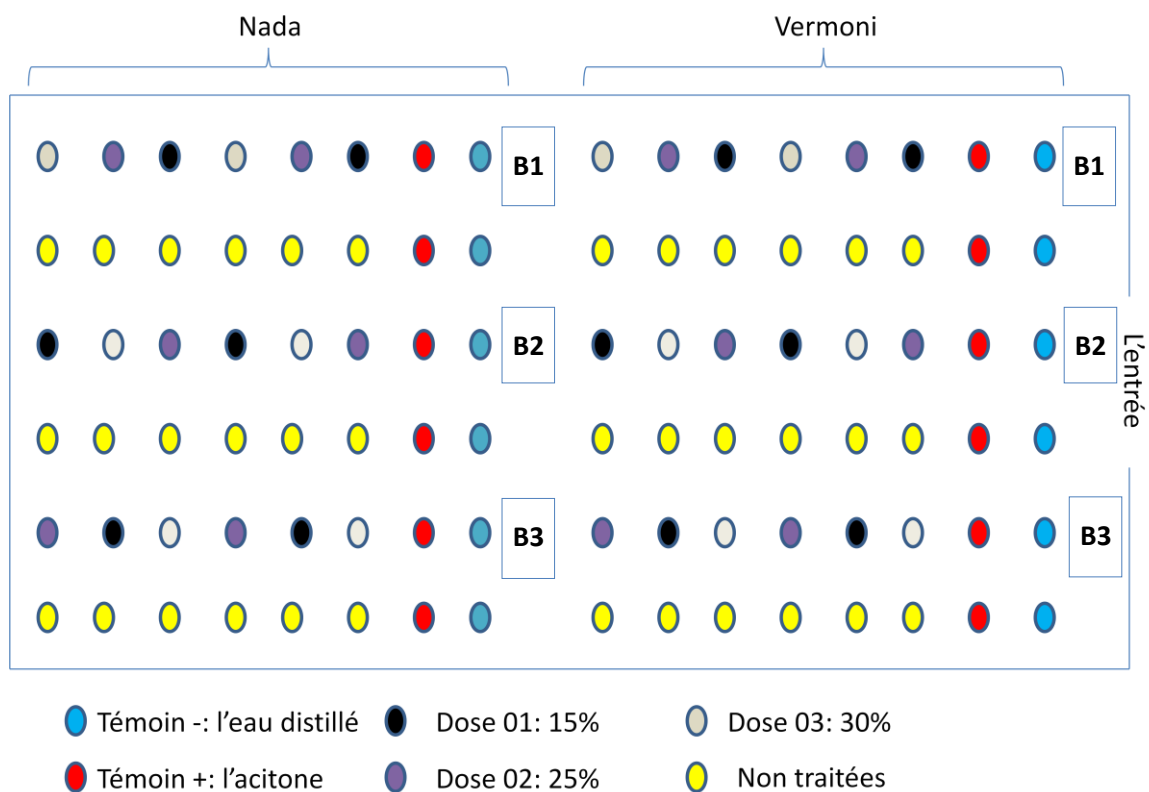 Nada Vermoni
B1 B1
B2 B2
L'entrée
B3 B3
Témoin -: l'eau distillé Dose 01: 15% Dose 03: 30%
Témoin +: l'acitone Dose 02: 25% Non traitées